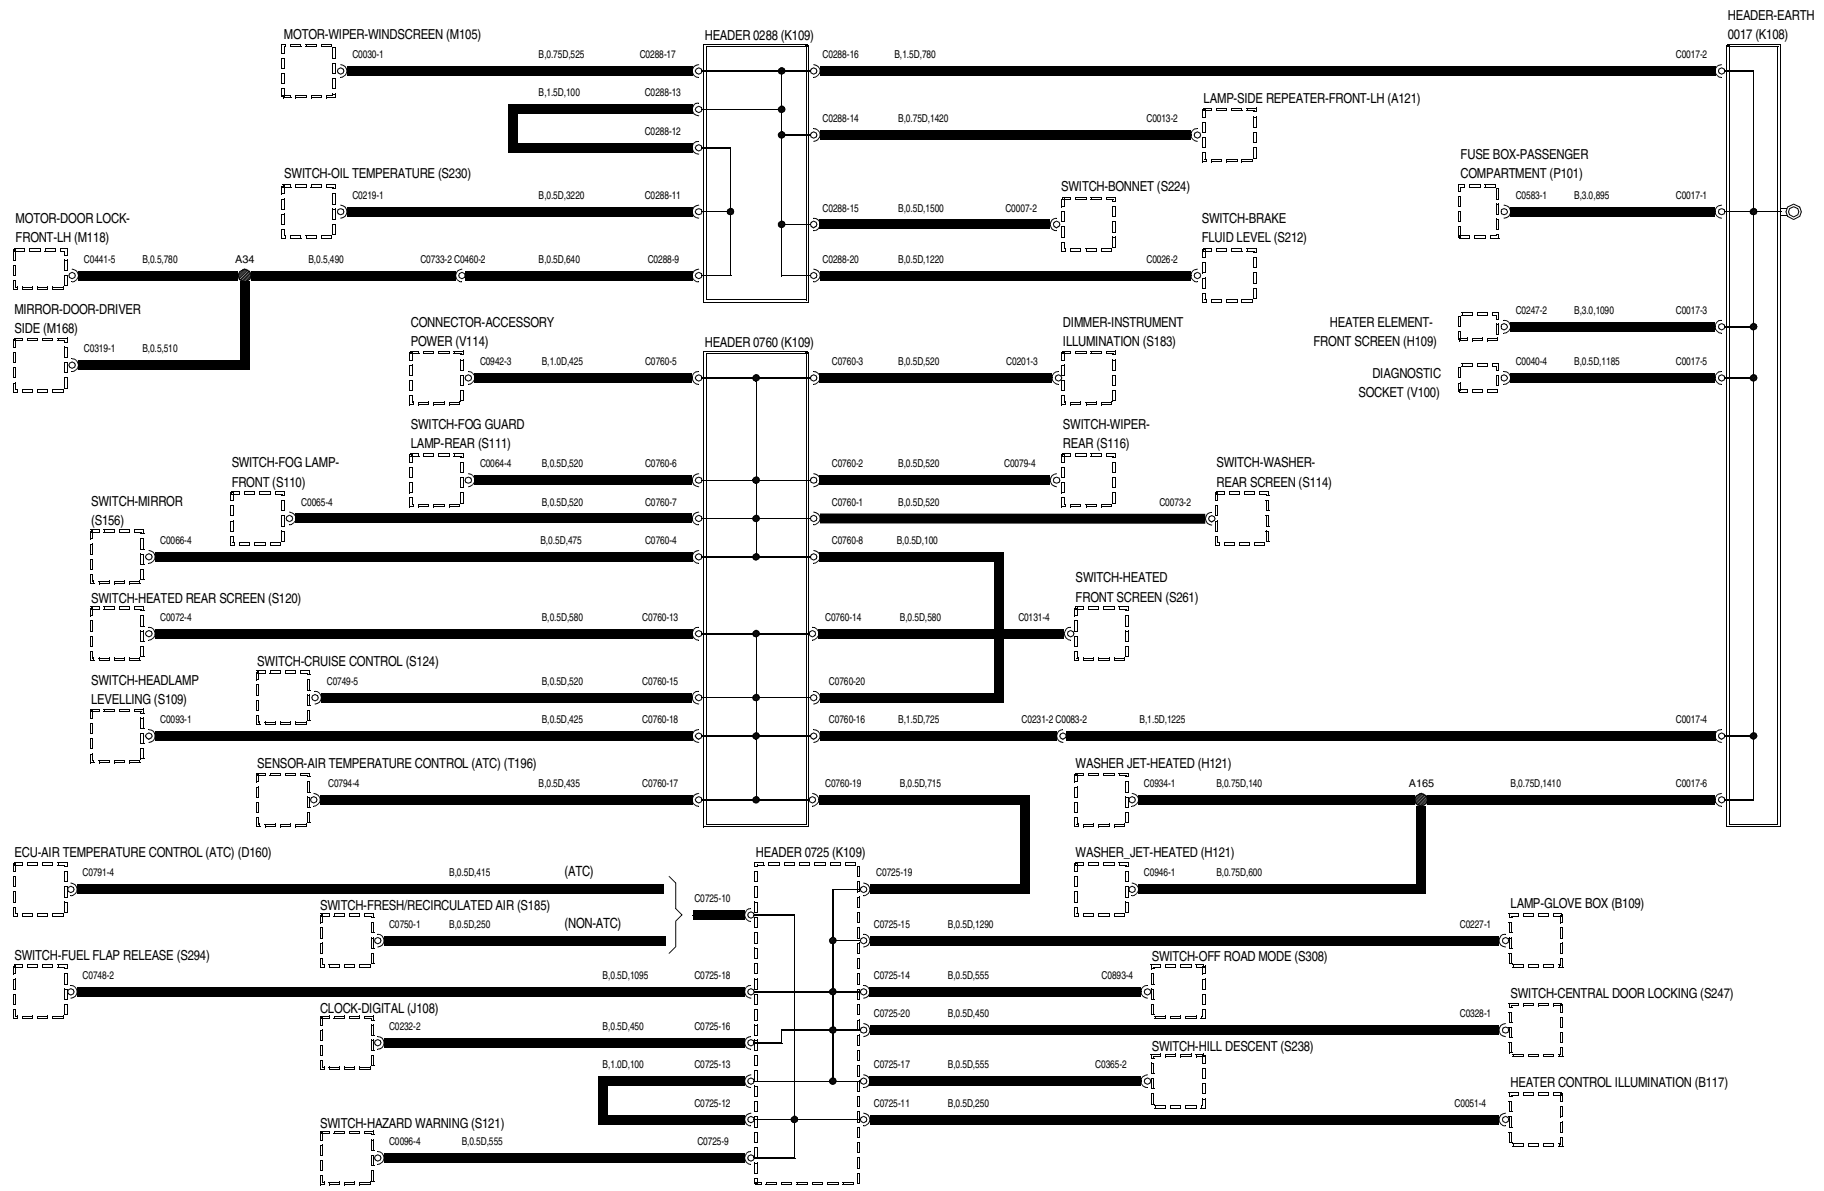 HEADER-EARTH
0017 (K108)
MOTOR-WIPER-WINDSCREEN (M105)
HEADER 0288 (K109)
C0030-1 B,0.75D,525 C0288-17
C0288-16 B,1.5D,780 C0017-2
B,1.5D,100 C0288-13
LAMP-SIDE REPEATER-FRONT-LH (A121)
C0288-12
C0288-14 B,0.75D,1420 C0013-2
FUSE BOX-PASSENGER
COMPARTMENT (P101)
SWITCH-OIL TEMPERATURE (S230)
SWITCH-BONNET (S224)
C0219-1 B,0.5D,3220 C0288-11
C0583-1 B,3.0,895 C0017-1
C0288-15 B,0.5D,1500 C0007-2
MOTOR-DOOR LOCK-
FRONT-LH (M118)
SWITCH-BRAKE
FLUID LEVEL (S212)
C0441-5 B,0.5,780 A34 B,0.5,490 C0733-2 C0460-2 B,0.5D,640 C0288-9
C0288-20 B,0.5D,1220 C0026-2
MIRROR-DOOR-DRIVER
SIDE (M168)
C0319-1 B,0.5,510
CONNECTOR-ACCESSORY
POWER (V114)
HEADER 0760 (K109)
DIMMER-INSTRUMENT
ILLUMINATION (S183)
HEATER ELEMENT-
FRONT SCREEN (H109)
C0247-2 B,3.0,1090 C0017-3
C0942-3 B,1.0D,425 C0760-5
C0760-3 B,0.5D,520 C0201-3
DIAGNOSTIC
SOCKET (V100)
C0040-4 B,0.5D,1185 C0017-5
SWITCH-FOG GUARD
LAMP-REAR (S111)
SWITCH-WIPER-
REAR (S116)
C0064-4 B,0.5D,520 C0760-6
C0760-2 B,0.5D,520 C0079-4
SWITCH-FOG LAMP-
FRONT (S110)
SWITCH-WASHER-
REAR SCREEN (S114)
C0065-4 B,0.5D,520 C0760-7
C0760-1 B,0.5D,520 C0073-2
SWITCH-MIRROR
(S156)
C0066-4 B,0.5D,475 C0760-4
C0760-8 B,0.5D,100
SWITCH-HEATED
FRONT SCREEN (S261)
SWITCH-HEATED REAR SCREEN (S120)
C0072-4 B,0.5D,580 C0760-13
C0760-14 B,0.5D,580 C0131-4
SWITCH-CRUISE CONTROL (S124)
C0749-5 B,0.5D,520 C0760-15
C0760-20
SWITCH-HEADLAMP
LEVELLING (S109)
C0093-1 B,0.5D,425 C0760-18
C0760-16 B,1.5D,725 C0231-2 C0083-2 B,1.5D,1225 C0017-4
SENSOR-AIR TEMPERATURE CONTROL (ATC) (T196)
WASHER JET-HEATED (H121)
C0794-4 B,0.5D,435 C0760-17
C0760-19 B,0.5D,715
C0934-1 B,0.75D,140 A165 B,0.75D,1410 C0017-6
ECU-AIR TEMPERATURE CONTROL (ATC) (D160)
HEADER 0725 (K109)
WASHER_JET-HEATED (H121)
C0791-4 B,0.5D,415 (ATC)
C0725-19
C0946-1 B,0.75D,600
C0725-10
SWITCH-FRESH/RECIRCULATED AIR (S185)
LAMP-GLOVE BOX (B109)
C0750-1 B,0.5D,250 (NON-ATC)
C0725-15 B,0.5D,1290 C0227-1
SWITCH-FUEL FLAP RELEASE (S294)
SWITCH-OFF ROAD MODE (S308)
C0748-2 B,0.5D,1095 C0725-18
C0725-14 B,0.5D,555 C0893-4
SWITCH-CENTRAL DOOR LOCKING (S247)
CLOCK-DIGITAL (J108)
C0232-2 B,0.5D,450 C0725-16
C0725-20 B,0.5D,450 C0328-1
SWITCH-HILL DESCENT (S238)
B,1.0D,100 C0725-13
C0725-17 B,0.5D,555 C0365-2
HEATER CONTROL ILLUMINATION (B117)
C0725-12
C0725-11 B,0.5D,250 C0051-4
SWITCH-HAZARD WARNING (S121)
C0096-4 B,0.5D,555 C0725-9